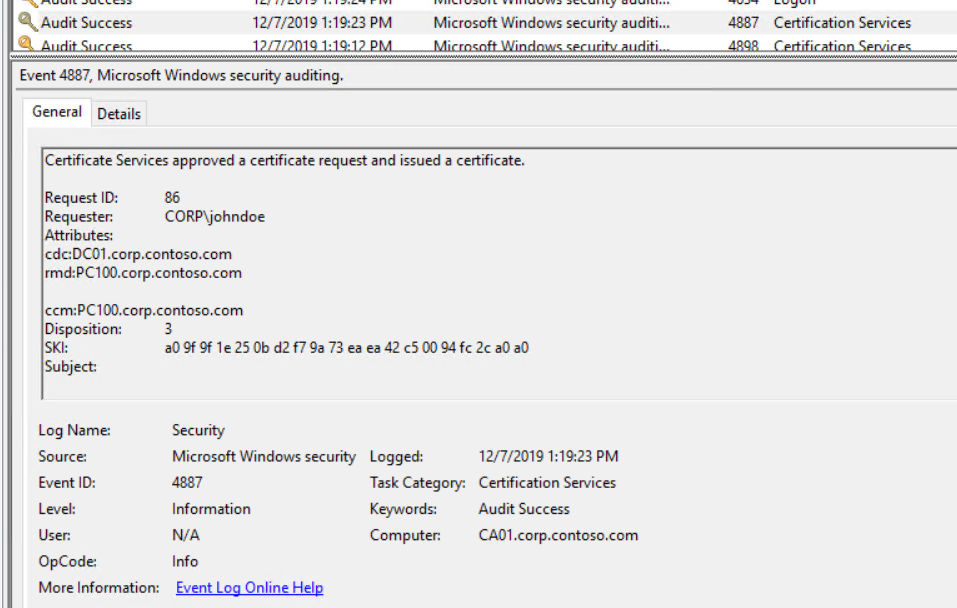 Audit Success 12/7/2019 1:19:24 PM Microsoft Windows security auditi... 4634 Logon
Audit Success 12/7/2019 1:19:23 PM Microsoft Windows security auditi... 4887 Certification Services
Audit Success 12/7/2019 1:19:12 PM Microsoft Windows security auditi... 4898 Certification Services
Event 4887, Microsoft Windows security auditing.
General Details
Certificate Services approved a certificate request and issued a certificate.
Request ID: 86
Requester: CORP\johndoe
Attributes:
cdc:DC01.corp.contoso.com
rmd:PC100.corp.contoso.com
ccm:PC100.corp.contoso.com
Disposition: 3
SKI: a0 9f 9f 1e 25 0b d2 f7 9a 73 ea ea 42 c5 00 94 fc 2c a0 a0
Subject:
Log Name: Security
Source: Microsoft Windows security Logged: 12/7/2019 1:19:23 PM
Event ID: 4887 Task Category: Certification Services
Level: Information Keywords: Audit Success
User: N/A Computer: CA01.corp.contoso.com
OpCode: Info
More Information: Event Log Online Help